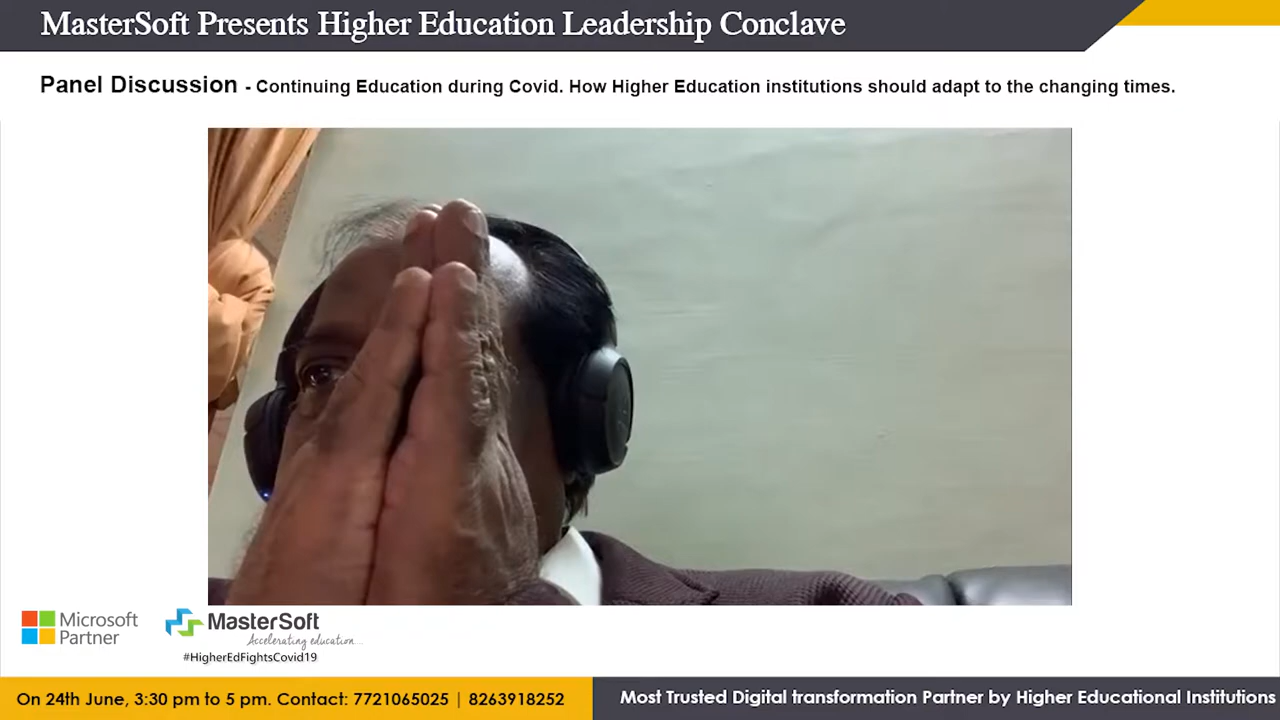 MasterSoft Presents Higher Education Leadership Conclave
Panel Discussion - Continuing Education during Covid. How Higher Education institutions should adapt to the changing times.
Microsoft
Partner
MasterSoft
Accelerating education...
#HigherEdFightsCovid19
On 24th June, 3:30 pm to 5 pm. Contact: 7721065025 | 8263918252
Most Trusted Digital transformation Partner by Higher Educational Institutions